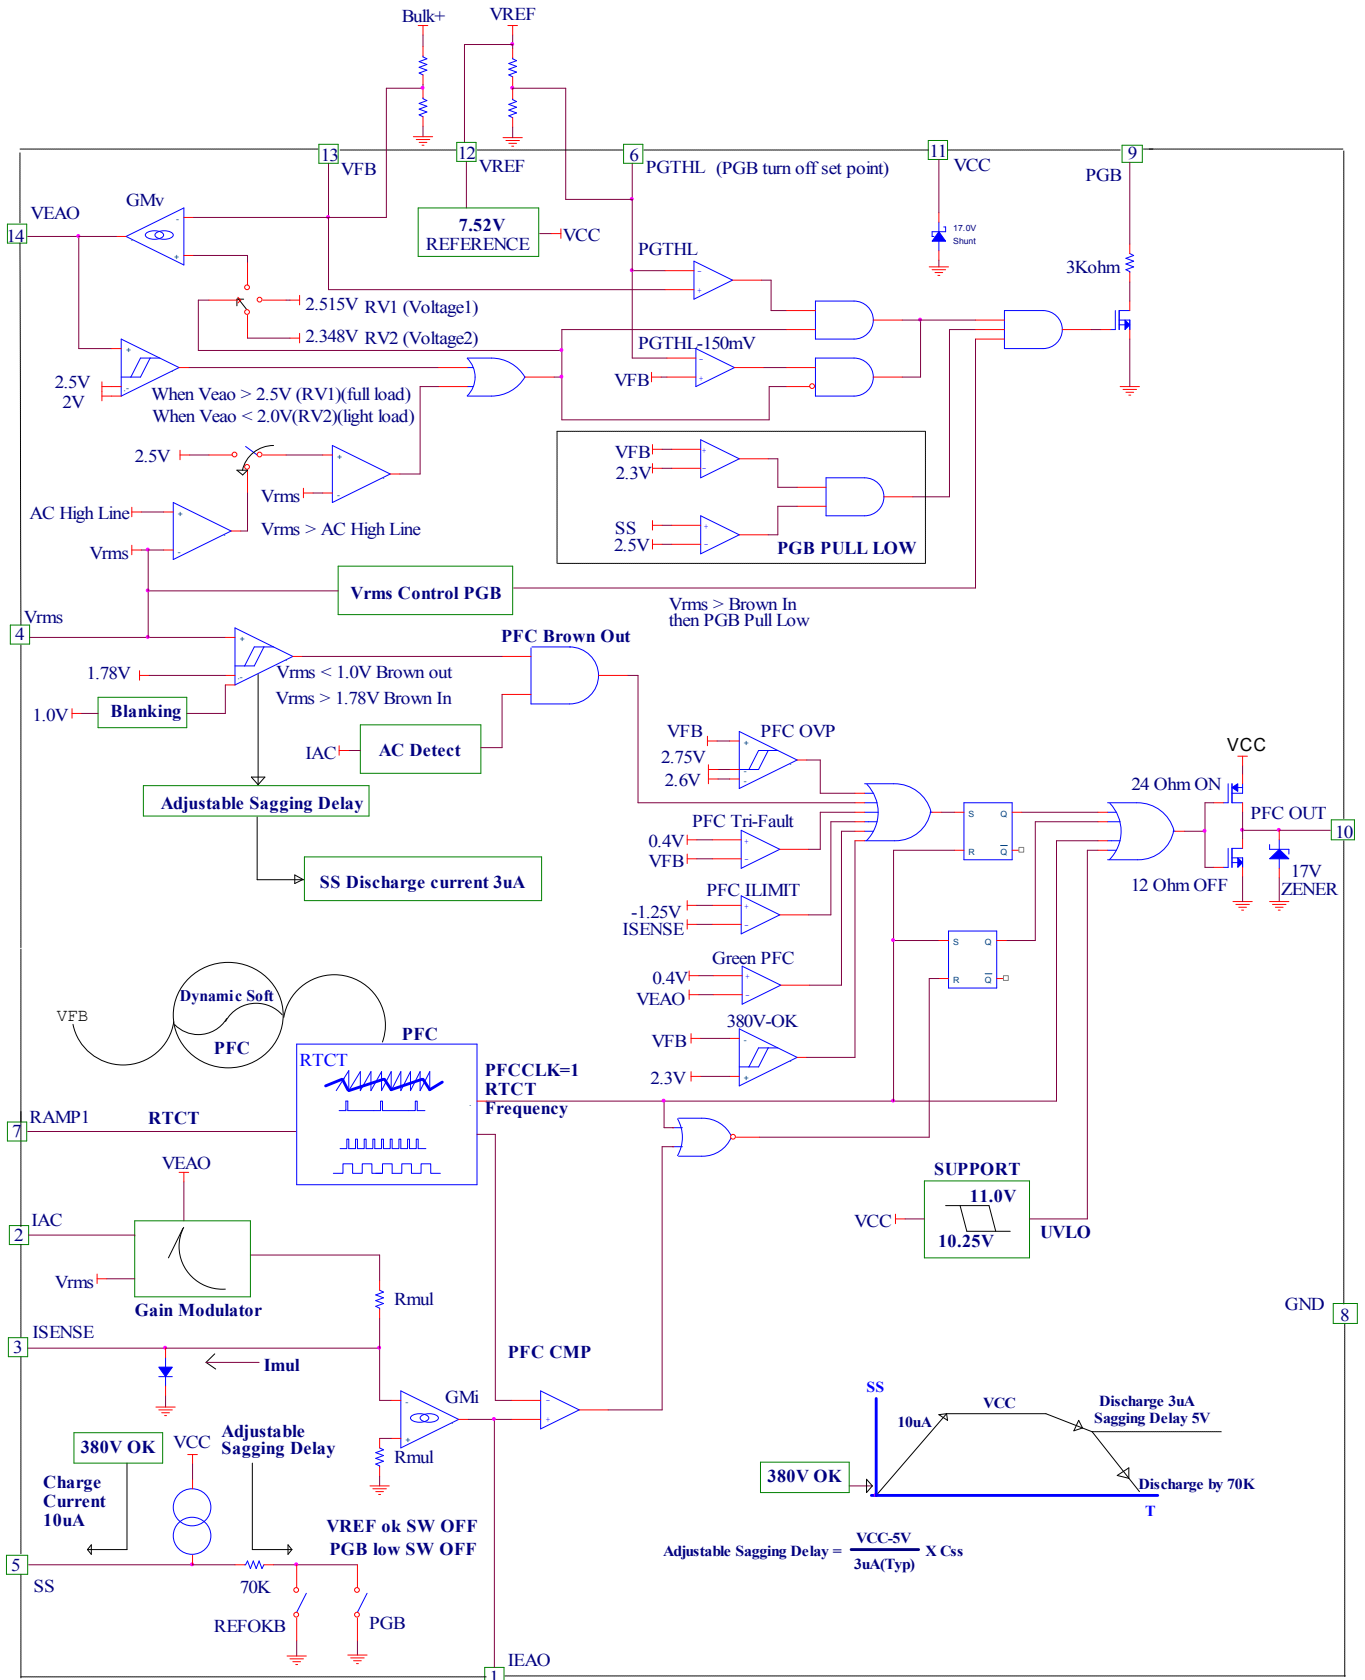 Bulk+
VREF
13
VFB
12
VREF
6
PGTHL (PGB turn off set point)
11
VCC
9
PGB
GMv
VEAO
14
-
+
7.52V
REFERENCE
VCC
17.0V
Shunt
3Kohm
PGTHL
-
+
2.515V RV1 (Voltage1)
2.348V RV2 (Voltage2)
PGTHL-150mV
-
+
VFB
+
-
2.5V
2V
When Veao > 2.5V (RV1)(full load)
When Veao < 2.0V(RV2)(light load)
2.5V
+
-
Vrms
VFB
2.3V
+
-
SS
2.5V
+
-
PGB PULL LOW
AC High Line
Vrms
+
-
Vrms > AC High Line
Vrms Control PGB
Vrms > Brown In
then PGB Pull Low
4
Vrms
+
-
-
1.78V
1.0V
Blanking
Vrms < 1.0V Brown out
Vrms > 1.78V Brown In
PFC Brown Out
IAC
AC Detect
Adjustable Sagging Delay
SS Discharge current 3uA
VFB
PFC OVP
2.75V
2.6V
+
-
-
PFC Tri-Fault
0.4V
VFB
+
-
PFC ILIMIT
-1.25V
ISENSE
+
-
Green PFC
0.4V
VEAO
+
-
380V-OK
VFB
2.3V
-
+
S Q
R Q
S Q
R Q
VCC
24 Ohm ON
PFC OUT
10
12 Ohm OFF
17V
ZENER
VFB
Dynamic Soft
PFC
PFC
RTCT
PFCCLK=1
RTCT
Frequency
7
RAMP1
RTCT
SUPPORT
11.0V
10.25V
VCC
UVLO
VEAO
2
IAC
Vrms
Gain Modulator
Rmul
GND
8
3
ISENSE
Imul
PFC CMP
-
+
GMi
-
+
Rmul
380V OK
VCC
Adjustable
Sagging Delay
Charge
Current
10uA
VREF ok SW OFF
PGB low SW OFF
5
SS
70K
REFOKB
PGB
1
IEAO
SS
10uA
VCC
Discharge 3uA
Sagging Delay 5V
380V OK
Discharge by 70K
T
Adjustable Sagging Delay = VCC-5V
3uA(Typ) X Css